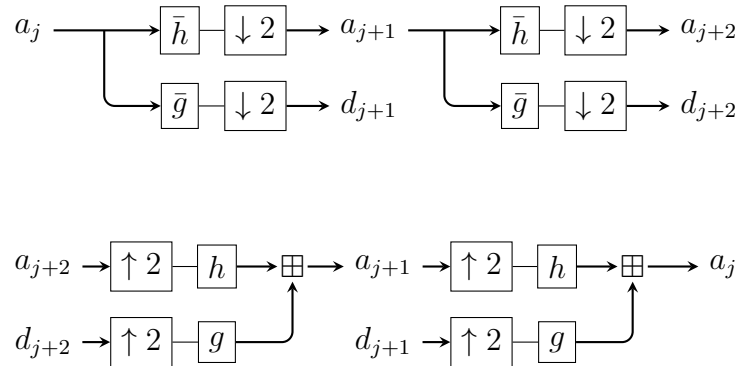 a_j h̄ ↓ 2 a_{j+1} h̄ ↓ 2 a_{j+2}
ḡ ↓ 2 d_{j+1} ḡ ↓ 2 d_{j+2}
a_{j+2} ↑ 2 h ⊞ a_{j+1} ↑ 2 h ⊞ a_j
d_{j+2} ↑ 2 g d_{j+1} ↑ 2 g